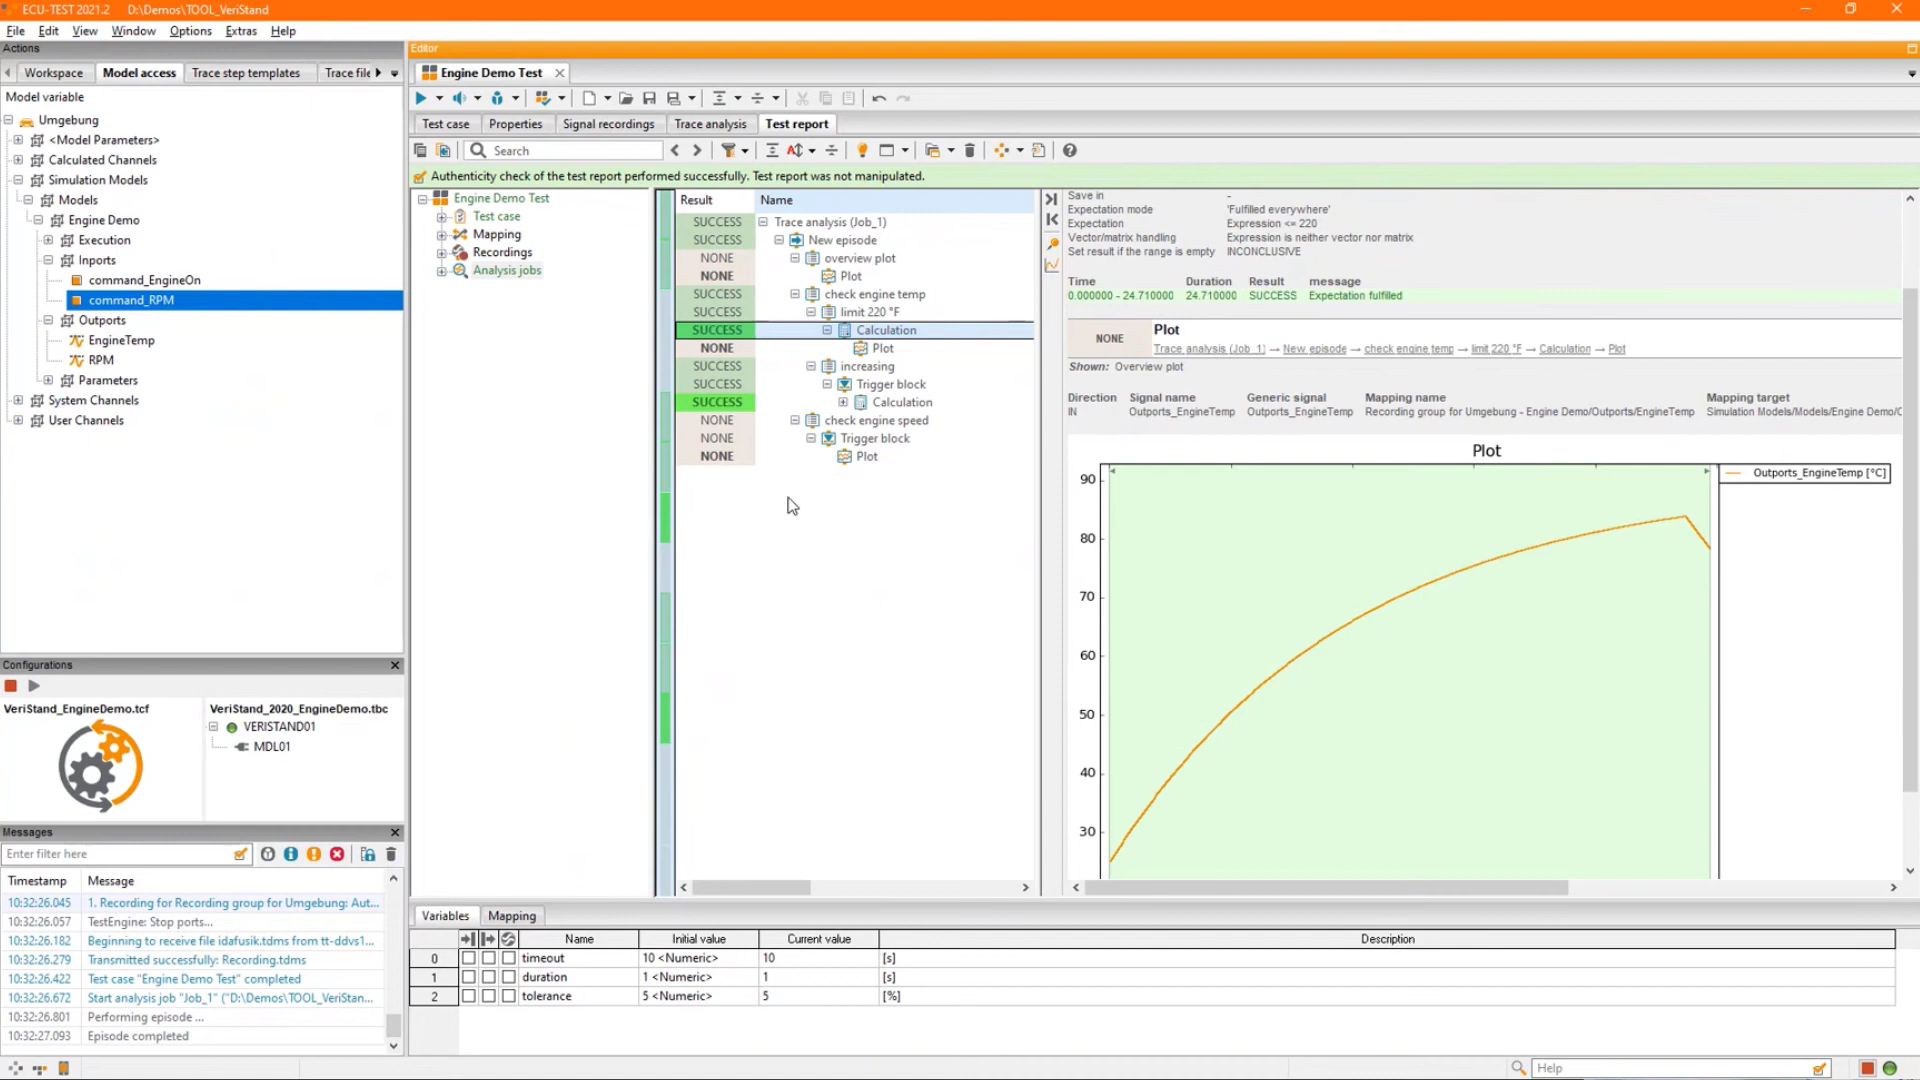 ECU-TEST 2021.2 D:\Demos\TOOL_VeriStand
File Edit View Window Options Extras Help
Actions
Workspace Model access Trace step templates Trace file
Model variable
Umgebung
<Model Parameters>
Calculated Channels
Simulation Models
Models
Engine Demo
Execution
Inports
command_EngineOn
command_RPM
Outports
EngineTemp
RPM
Parameters
System Channels
User Channels
Configurations
VeriStand_EngineDemo.tcf
VeriStand_2020_EngineDemo.tbc
VERISTAND01
MDL01
Messages
Enter filter here
Timestamp Message
10:32:26.045 1. Recording for Recording group for Umgebung: Aut...
10:32:26.057 TestEngine: Stop ports...
10:32:26.182 Beginning to receive file idafusik.tdms from tt-ddvs1...
10:32:26.279 Transmitted successfully: Recording.tdms
10:32:26.422 Test case "Engine Demo Test" completed
10:32:26.672 Start analysis job "Job_1" ("D:\Demos\TOOL_VeriStan...
10:32:26.801 Performing episode ...
10:32:27.093 Episode completed
Editor
Engine Demo Test
Test case Properties Signal recordings Trace analysis Test report
Search
Authenticity check of the test report performed successfully. Test report was not manipulated.
Engine Demo Test
Test case
Mapping
Recordings
Analysis jobs
Result Name
SUCCESS Trace analysis (Job_1)
SUCCESS New episode
NONE overview plot
NONE Plot
SUCCESS check engine temp
SUCCESS limit 220 °F
SUCCESS Calculation
NONE Plot
SUCCESS increasing
SUCCESS Trigger block
SUCCESS Calculation
NONE check engine speed
NONE Trigger block
NONE Plot
Save in -
Expectation mode 'Fulfilled everywhere'
Expectation Expression <= 220
Vector/matrix handling Expression is neither vector nor matrix
Set result if the range is empty INCONCLUSIVE
Time Duration Result message
0.000000 - 24.710000 24.710000 SUCCESS Expectation fulfilled
NONE Plot
Trace analysis (Job_1) → New episode → check engine temp → limit 220 °F → Calculation → Plot
Shown: Overview plot
Direction Signal name Generic signal Mapping name Mapping target
IN Outports_EngineTemp Outports_EngineTemp Recording group for Umgebung - Engine Demo/Outports/EngineTemp Simulation Models/Models/Engine Demo/
Plot
Outports_EngineTemp [°C]
90
80
70
60
50
40
30
Variables Mapping
Name Initial value Current value Description
0 timeout 10 <Numeric> 10 [s]
1 duration 1 <Numeric> 1 [s]
2 tolerance 5 <Numeric> 5 [%]
Help